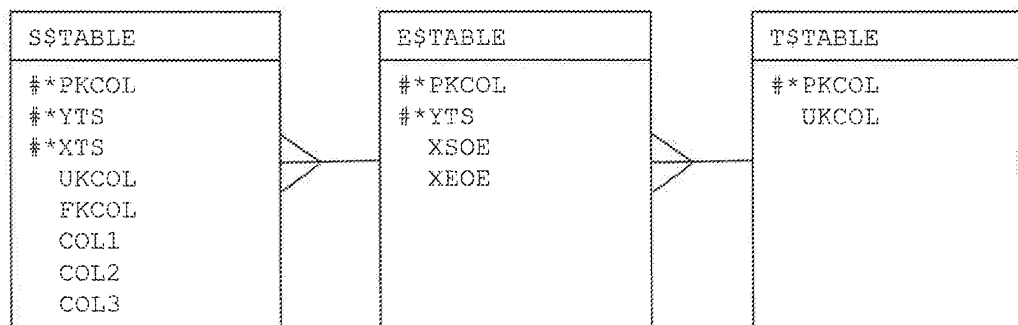 S$TABLE
#*PKCOL
#*YTS
#*XTS
UKCOL
FKCOL
COL1
COL2
COL3
E$TABLE
#*PKCOL
#*YTS
XSOE
XEOE
T$TABLE
#*PKCOL
UKCOL